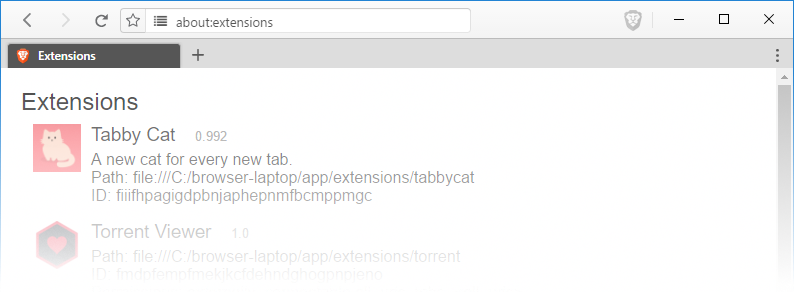 about:extensions
Extensions
Extensions
Tabby Cat 0.992
A new cat for every new tab.
Path: file:///C:/browser-laptop/app/extensions/tabbycat
ID: fiiifhpagigdpbnjaphepnmfbcmppmgc
Torrent Viewer 1.0
Path: file:///C:/browser-laptop/app/extensions/torrent
ID: